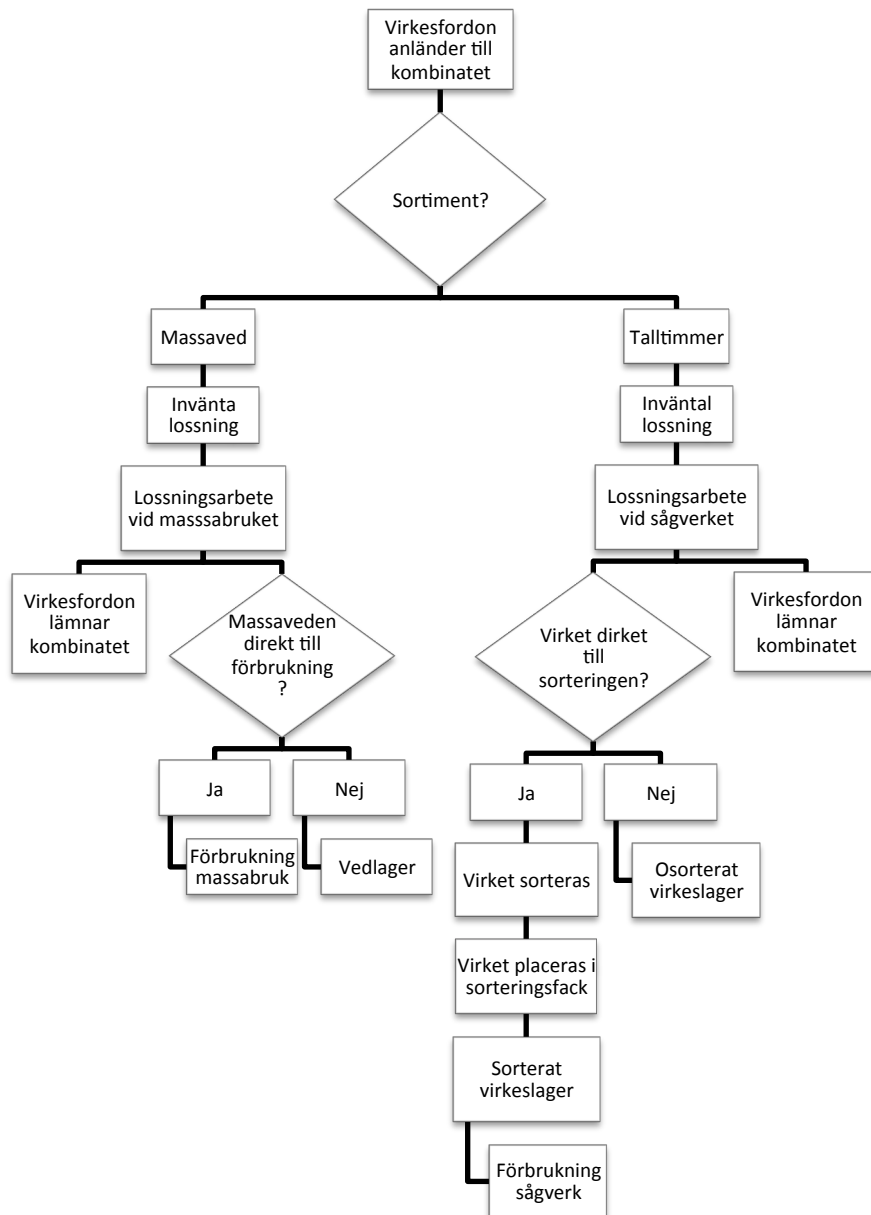 Virkesfordon
anländer till
kombinatet
Sortiment?
Massaved
Talltimmer
Invänta
lossning
Inväntal
lossning
Lossningsarbete
vid masssabruket
Lossningsarbete
vid sågverket
Virkesfordon
lämnar
kombinatet
Massaveden
direkt till
förbrukning
?
Virket dirket
till
sorteringen?
Virkesfordon
lämnar
kombinatet
Ja
Nej
Ja
Nej
Förbrukning
massabruk
Vedlager
Virket sorteras
Osorterat
virkeslager
Virket placeras i
sorteringsfack
Sorterat
virkeslager
Förbrukning
sågverk